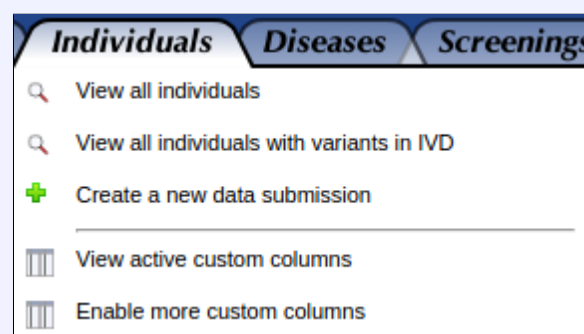 Individuals Diseases Screenings
View all individuals
View all individuals with variants in IVD
Create a new data submission
View active custom columns
Enable more custom columns